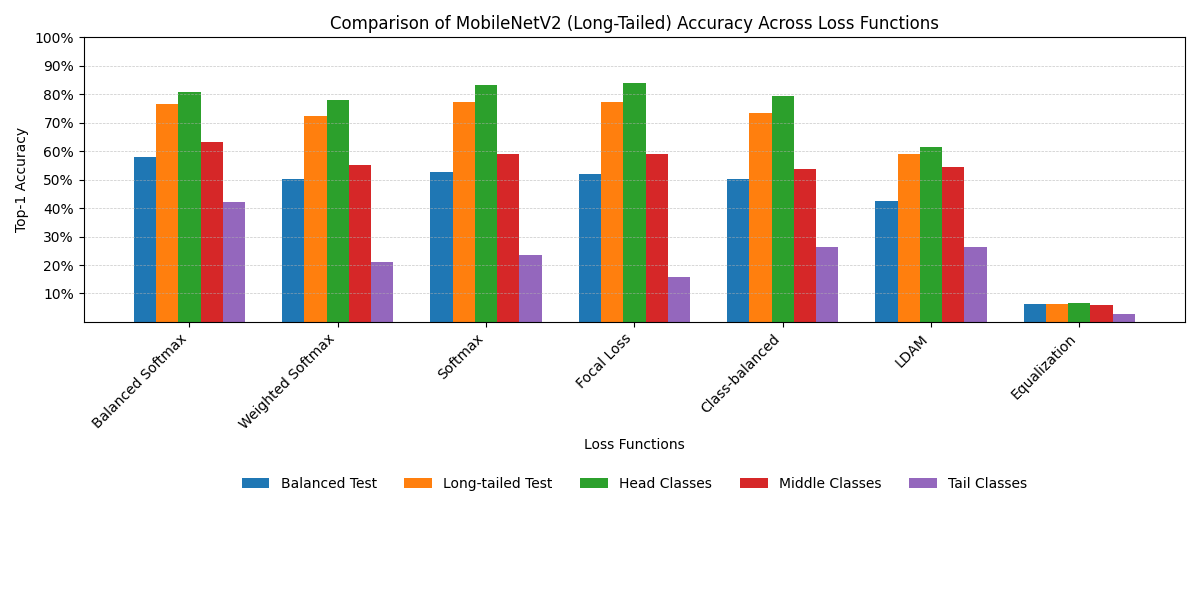 Comparison of MobileNetV2 (Long-Tailed) Accuracy Across Loss Functions
100%
90%
80%
70%
60%
50%
40%
30%
20%
10%
Top-1 Accuracy
Balanced Softmax
Weighted Softmax
Softmax
Focal Loss
Class-balanced
LDAM
Equalization
Loss Functions
Balanced Test
Long-tailed Test
Head Classes
Middle Classes
Tail Classes